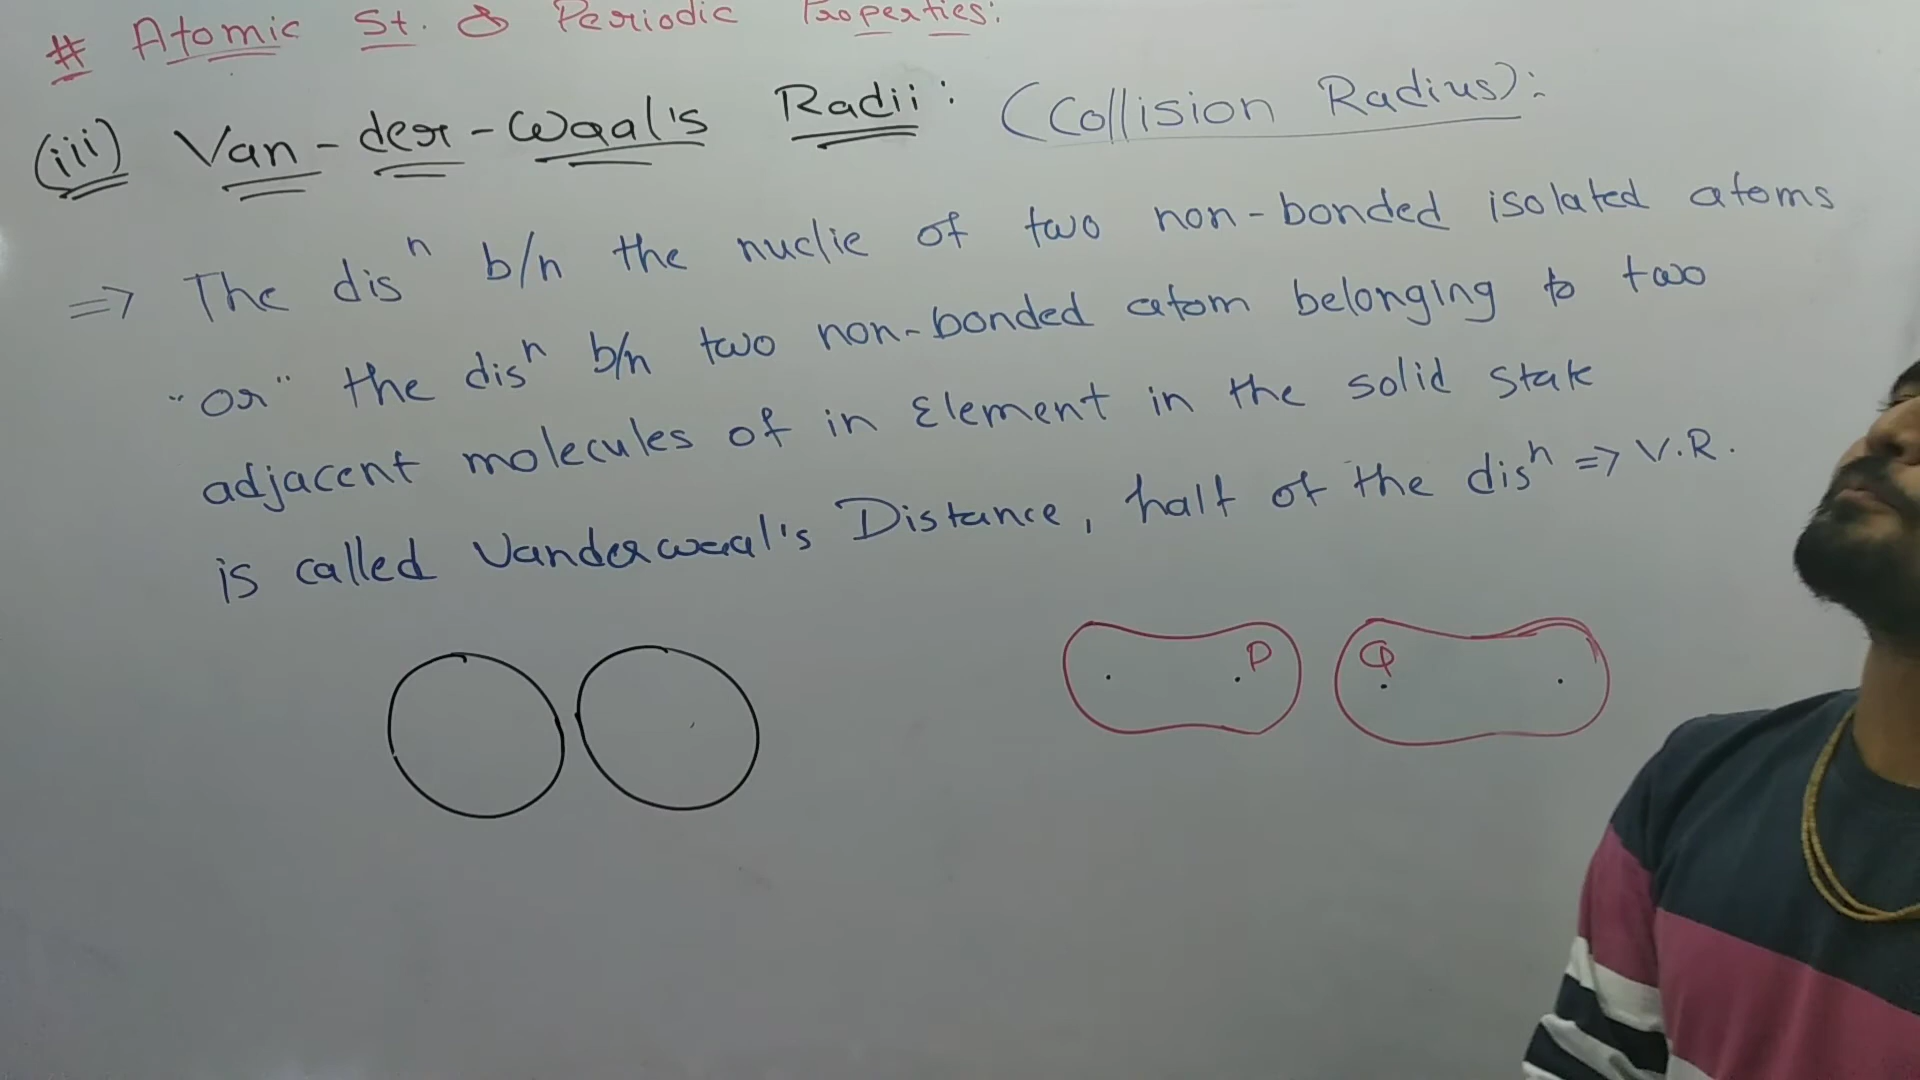 # Atomic St. & Periodic Properties:
(iii) Van-der-Waal's Radii: (Collision Radius):
=> The disⁿ b/n the nuclie of two non-bonded isolated atoms
"or" the disⁿ b/n two non-bonded atom belonging to two
adjacent molecules of in Element in the solid state
is called Vanderwaal's Distance, half of the disⁿ => V.R.
P Q